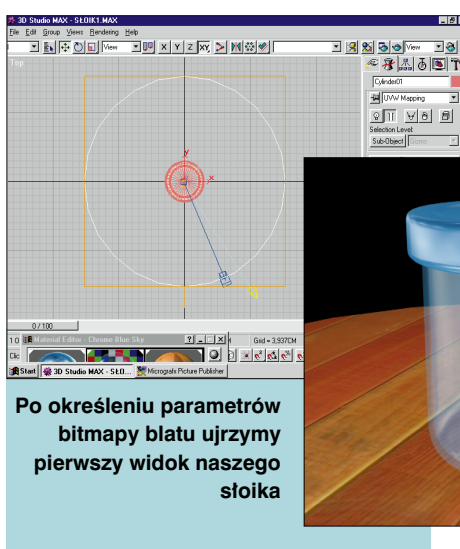 3D Studio MAX - SŁOIK1.MAX
File Edit Group Views Rendering Help
View X Y Z XY View
Top
Cylinder01
UVW Mapping
Selection Level:
Sub-Object Gizmo
y
x
0 / 100
Material Editor - Chrome Blue Sky
Grid = 3,937CM
Start 3D Studio MAX - SŁO... Micrografx Picture Publisher
Po określeniu parametrów
bitmapy blatu ujrzymy
pierwszy widok naszego
słoika